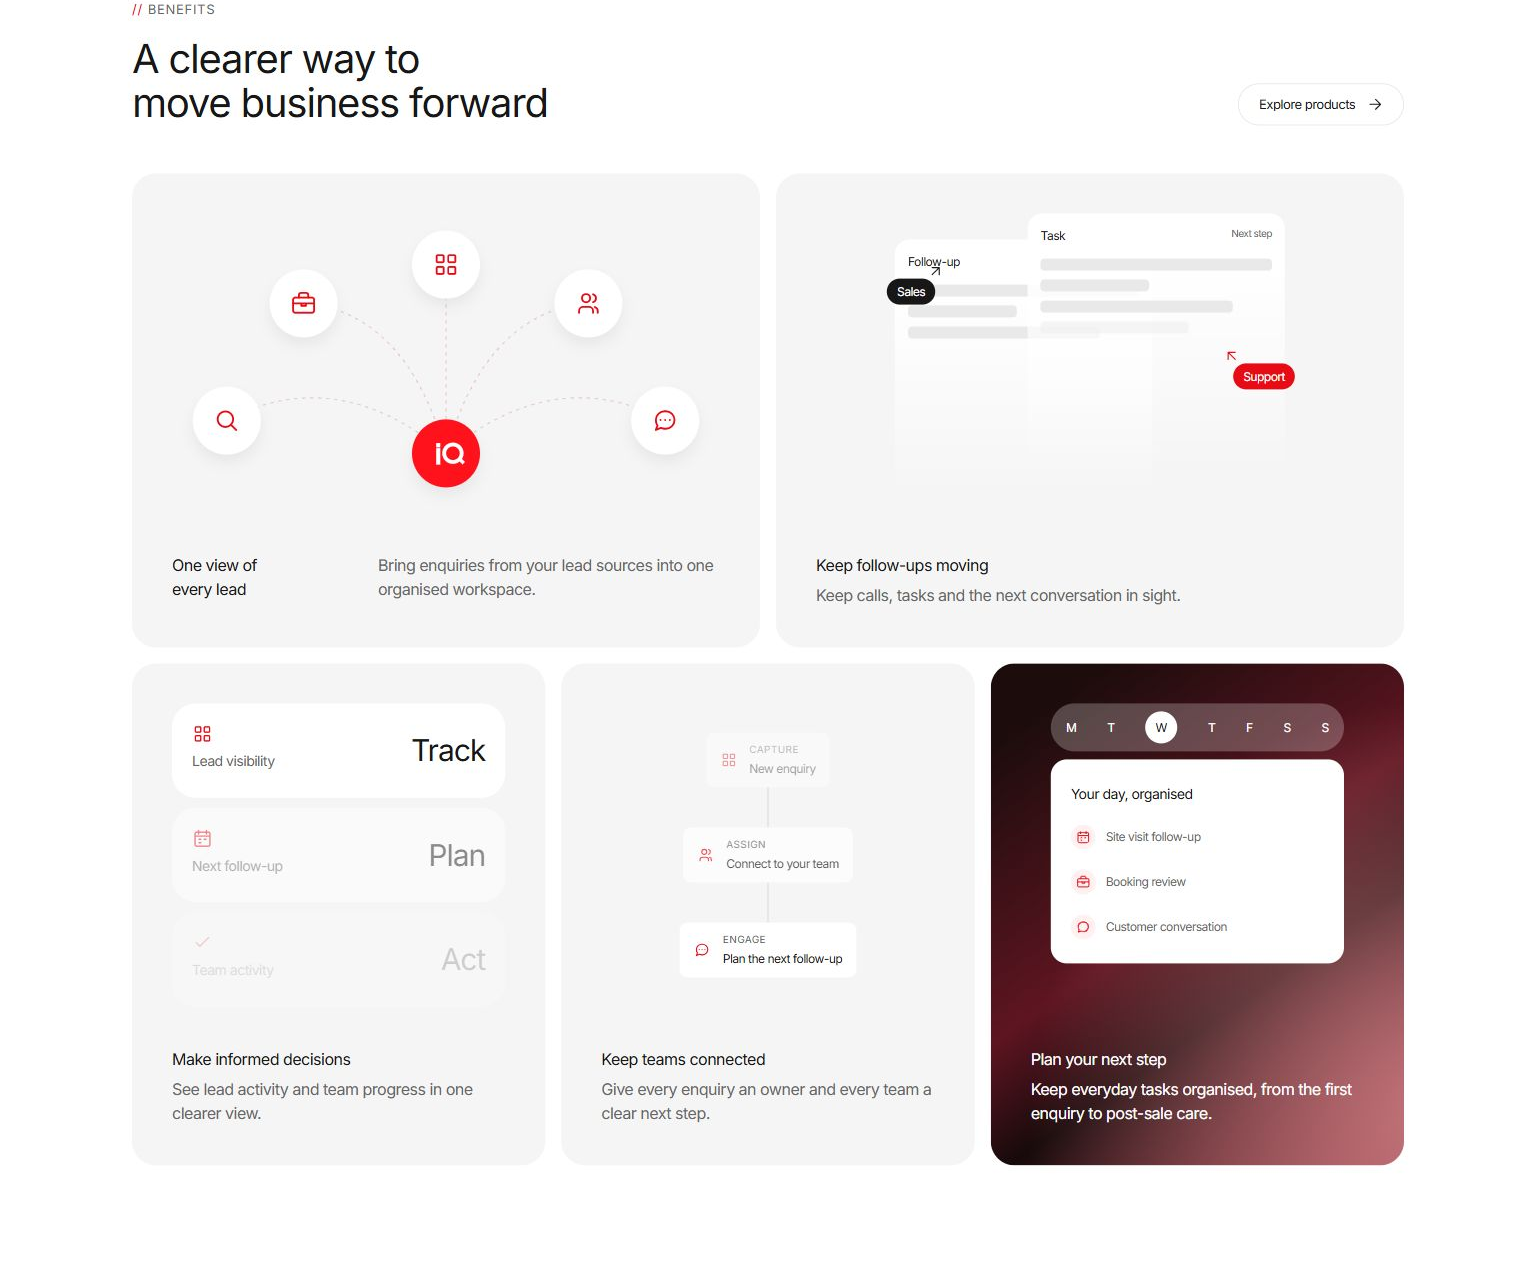 // BENEFITS
A clearer way to
move business forward
Explore products
iQ
One view of
every lead
Bring enquiries from your lead sources into one
organised workspace.
Follow-up
Sales
Task
Next step
Support
Keep follow-ups moving
Keep calls, tasks and the next conversation in sight.
Lead visibility
Track
Next follow-up
Plan
Team activity
Act
Make informed decisions
See lead activity and team progress in one
clearer view.
CAPTURE
New enquiry
ASSIGN
Connect to your team
ENGAGE
Plan the next follow-up
Keep teams connected
Give every enquiry an owner and every team a
clear next step.
M T W T F S S
Your day, organised
Site visit follow-up
Booking review
Customer conversation
Plan your next step
Keep everyday tasks organised, from the first
enquiry to post-sale care.